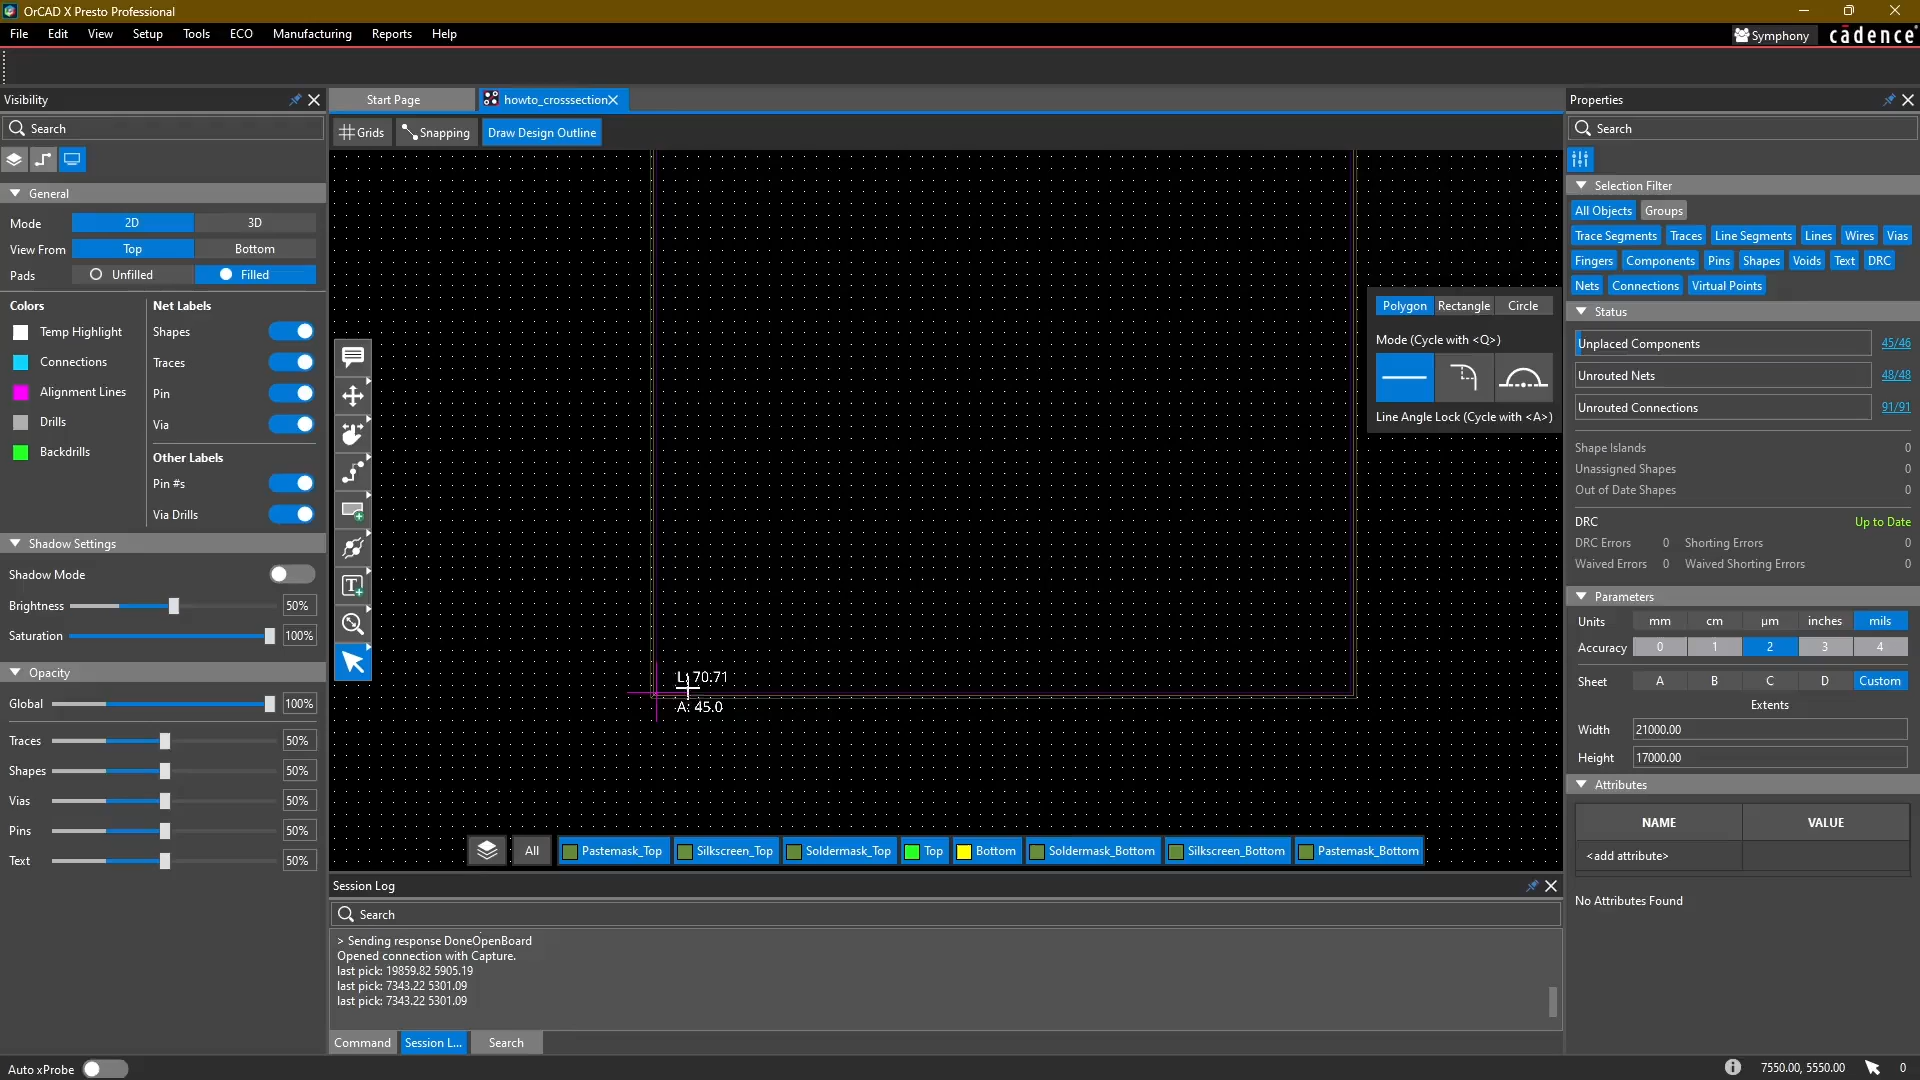 OrCAD X Presto Professional
File Edit View Setup Tools ECO Manufacturing Reports Help
Symphony cādence
Visibility
Search
General
Mode 2D 3D
View From Top Bottom
Pads Unfilled Filled
Colors
Temp Highlight
Connections
Alignment Lines
Drills
Backdrills
Net Labels
Shapes
Traces
Pin
Via
Other Labels
Pin #s
Via Drills
Shadow Settings
Shadow Mode
Brightness 50%
Saturation 100%
Opacity
Global 100%
Traces 50%
Shapes 50%
Vias 50%
Pins 50%
Text 50%
Auto xProbe
Start Page howto_crosssection
Grids Snapping Draw Design Outline
Polygon Rectangle Circle
Mode (Cycle with <Q>)
Line Angle Lock (Cycle with <A>)
L: 70.71
A: 45.0
All Pastemask_Top Silkscreen_Top Soldermask_Top Top Bottom Soldermask_Bottom Silkscreen_Bottom Pastemask_Bottom
Session Log
Search
> Sending response DoneOpenBoard
Opened connection with Capture.
last pick: 19859.82 5905.19
last pick: 7343.22 5301.09
last pick: 7343.22 5301.09
Command Session L... Search
Properties
Search
Selection Filter
All Objects Groups
Trace Segments Traces Line Segments Lines Wires Vias
Fingers Components Pins Shapes Voids Text DRC
Nets Connections Virtual Points
Status
Unplaced Components 45/46
Unrouted Nets 48/48
Unrouted Connections 91/91
Shape Islands 0
Unassigned Shapes 0
Out of Date Shapes 0
DRC Up to Date
DRC Errors 0 Shorting Errors 0
Waived Errors 0 Waived Shorting Errors 0
Parameters
Units mm cm µm inches mils
Accuracy 0 1 2 3 4
Sheet A B C D Custom
Extents
Width 21000.00
Height 17000.00
Attributes
NAME VALUE
<add attribute>
No Attributes Found
7550.00, 5550.00 0